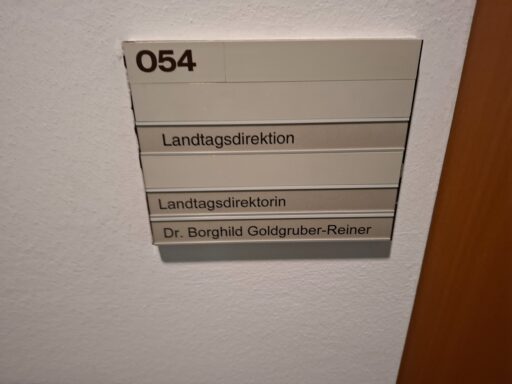 054
Landtagsdirektion
Landtagsdirektorin
Dr. Borghild Goldgruber-Reiner